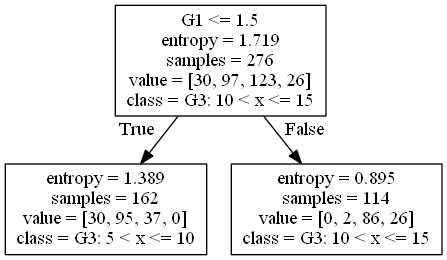 G1 <= 1.5
entropy = 1.719
samples = 276
value = [30, 97, 123, 26]
class = G3: 10 < x <= 15
True
False
entropy = 1.389
samples = 162
value = [30, 95, 37, 0]
class = G3: 5 < x <= 10
entropy = 0.895
samples = 114
value = [0, 2, 86, 26]
class = G3: 10 < x <= 15